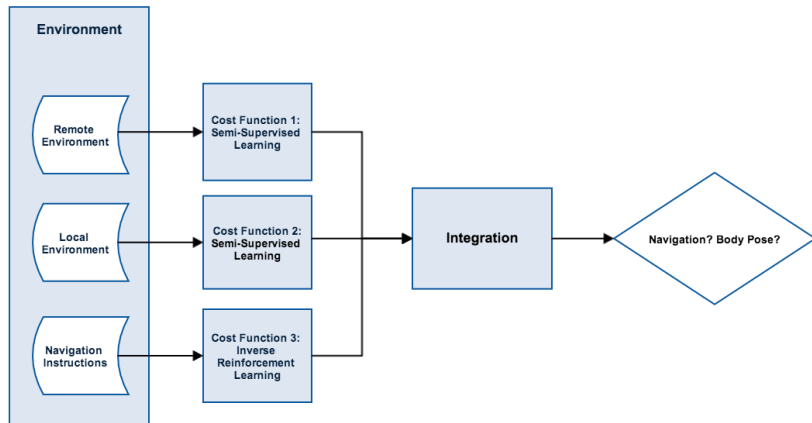 Environment
Remote
Environment
Cost Function 1:
Semi-Supervised
Learning
Local
Environment
Cost Function 2:
Semi-Supervised
Learning
Navigation
Instructions
Cost Function 3:
Inverse
Reinforcement
Learning
Integration
Navigation? Body Pose?